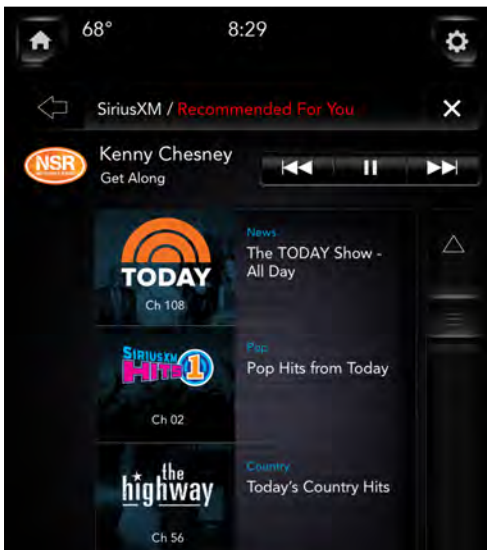 68°
8:29
SiriusXM / Recommended For You
NSR
Kenny Chesney
Get Along
TODAY
Ch 108
News
The TODAY Show -
All Day
SIRIUSXM
HITS 1
Ch 02
Pop
Pop Hits from Today
the
highway
Ch 56
Country
Today's Country Hits